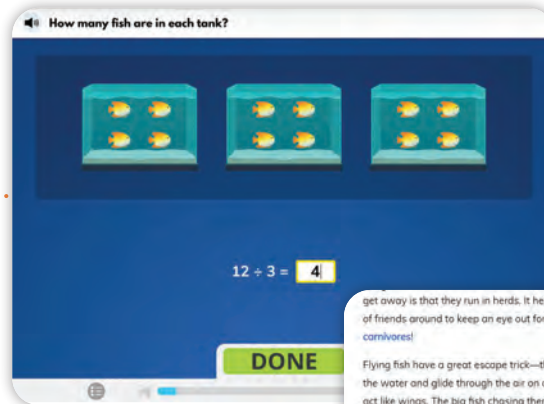 How many fish are in each tank?
12 ÷ 3 = 4
DONE
get away is that they run in herds. It he
of friends around to keep an eye out for
carnivores!
Flying fish have a great escape trick—th
the water and glide through the air on
act like wings. The big fish chasing them